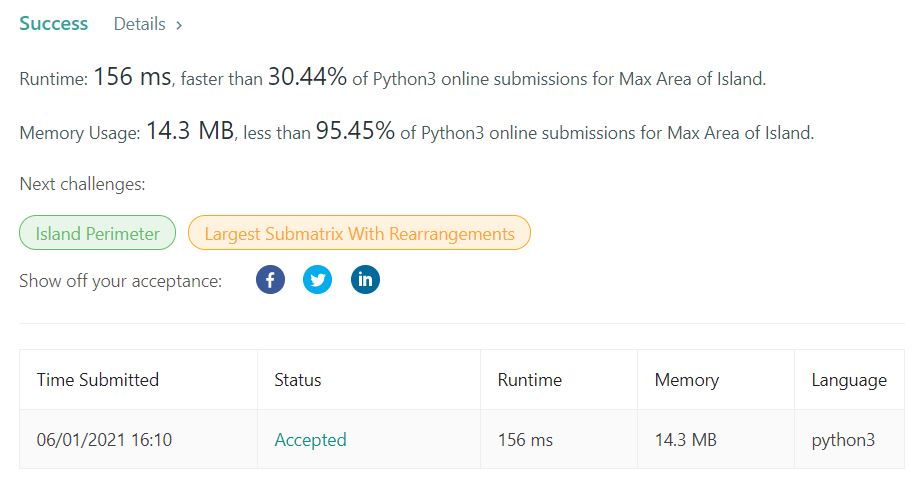 Success Details >
Runtime: 156 ms, faster than 30.44% of Python3 online submissions for Max Area of Island.
Memory Usage: 14.3 MB, less than 95.45% of Python3 online submissions for Max Area of Island.
Next challenges:
Island Perimeter Largest Submatrix With Rearrangements
Show off your acceptance: f in
Time Submitted Status Runtime Memory Language
06/01/2021 16:10 Accepted 156 ms 14.3 MB python3